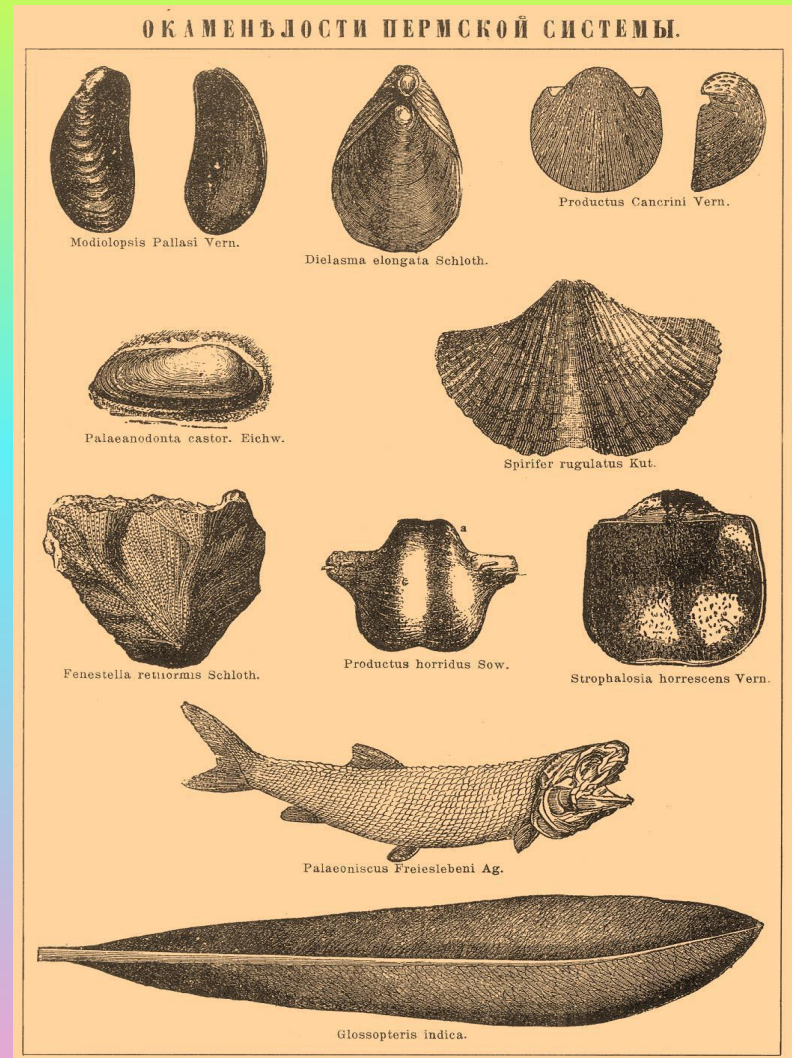 ОКАМЕНѢЛОСТИ ПЕРМСКОЙ СИСТЕМЫ.
Modiolopsis Pallasi Vern.
Dielasma elongata Schloth.
Productus Cancrini Vern.
Palaeanodonta castor. Eichw.
Spirifer rugulatus Kut.
a
Fenestella retiformis Schloth.
Productus horridus Sow.
Strophalosia horrescens Vern.
Palaeoniscus Freieslebeni Ag.
Glossopteris indica.